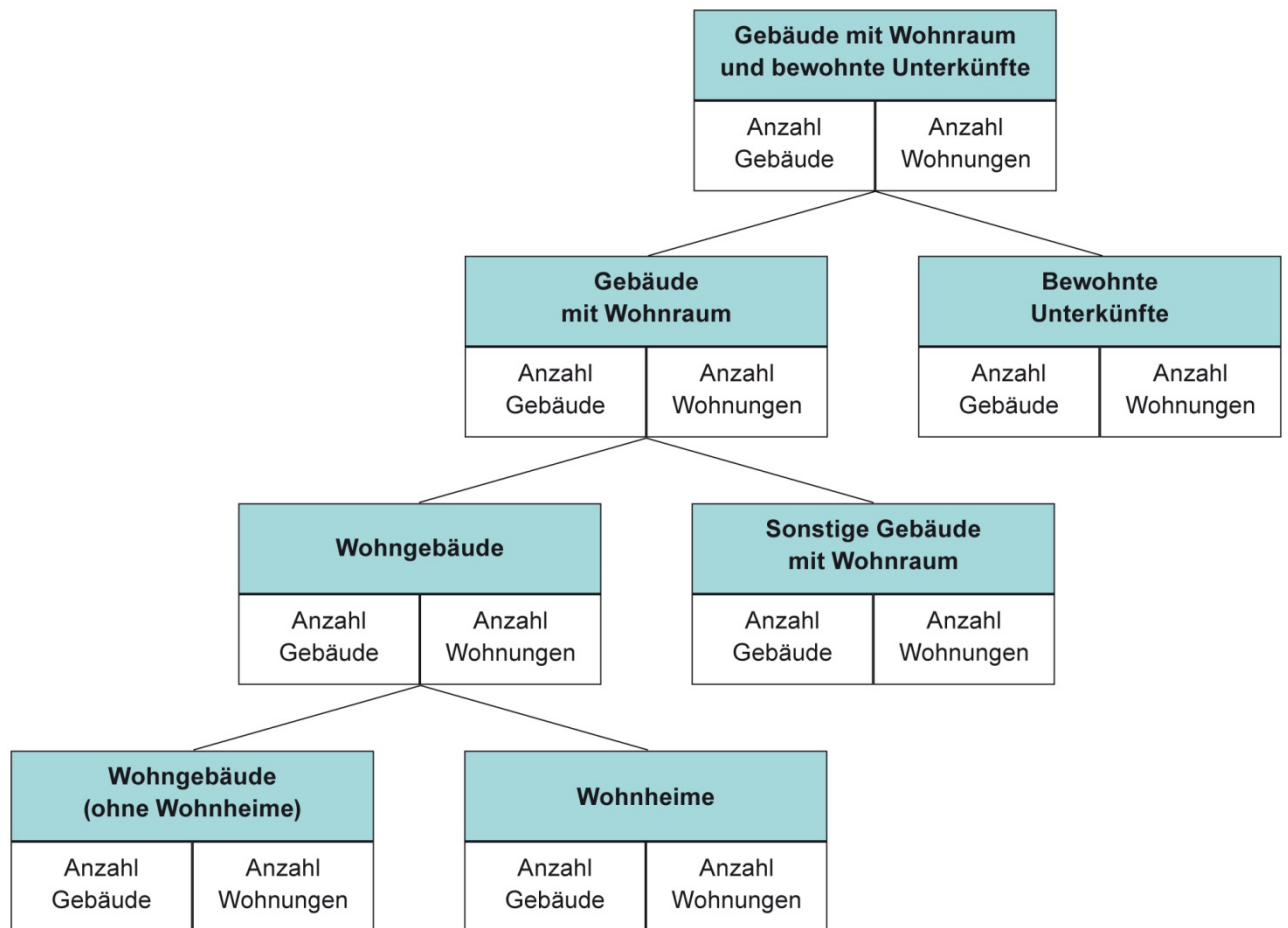 Gebäude mit Wohnraum
und bewohnte Unterkünfte
Anzahl
Gebäude
Anzahl
Wohnungen
Gebäude
mit Wohnraum
Anzahl
Gebäude
Anzahl
Wohnungen
Bewohnte
Unterkünfte
Anzahl
Gebäude
Anzahl
Wohnungen
Wohngebäude
Anzahl
Gebäude
Anzahl
Wohnungen
Sonstige Gebäude
mit Wohnraum
Anzahl
Gebäude
Anzahl
Wohnungen
Wohngebäude
(ohne Wohnheime)
Anzahl
Gebäude
Anzahl
Wohnungen
Wohnheime
Anzahl
Gebäude
Anzahl
Wohnungen